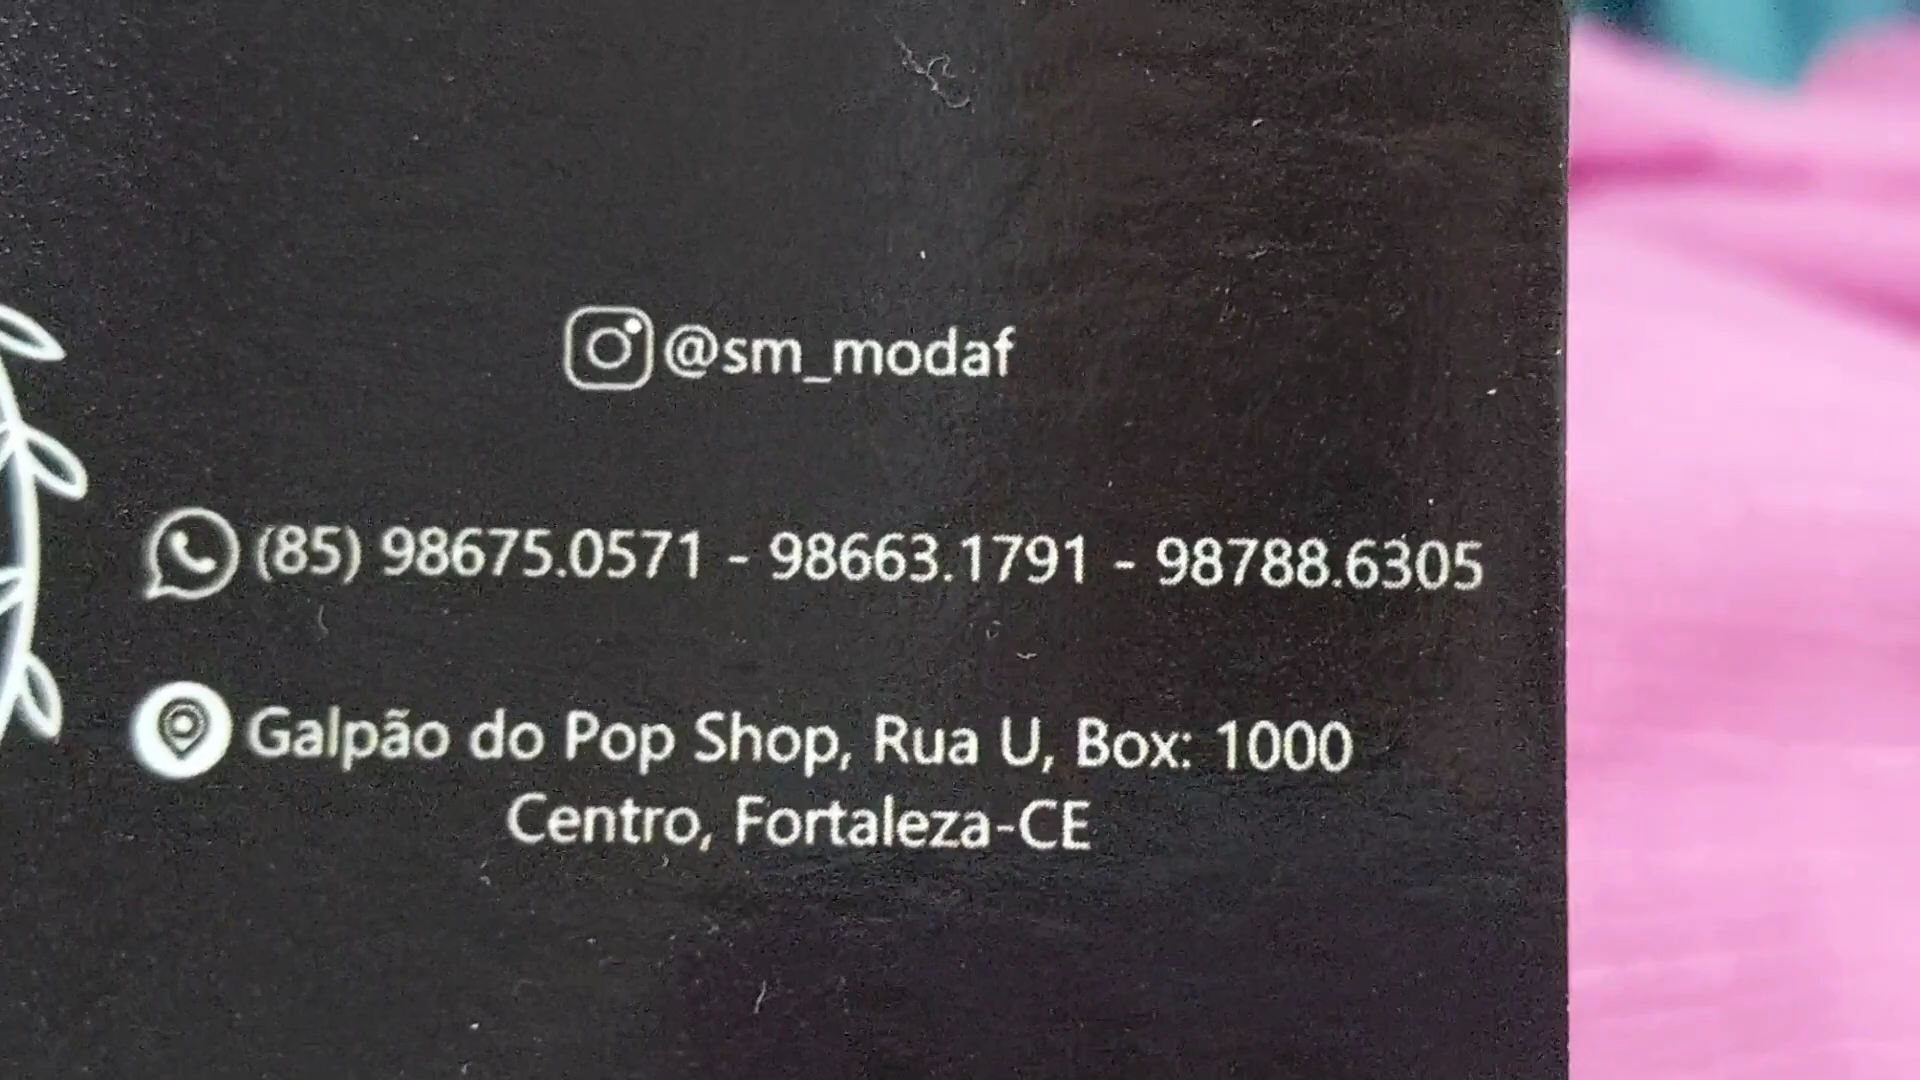 @sm_modaf
(85) 98675.0571 - 98663.1791 - 98788.6305
Galpão do Pop Shop, Rua U, Box: 1000
Centro, Fortaleza-CE